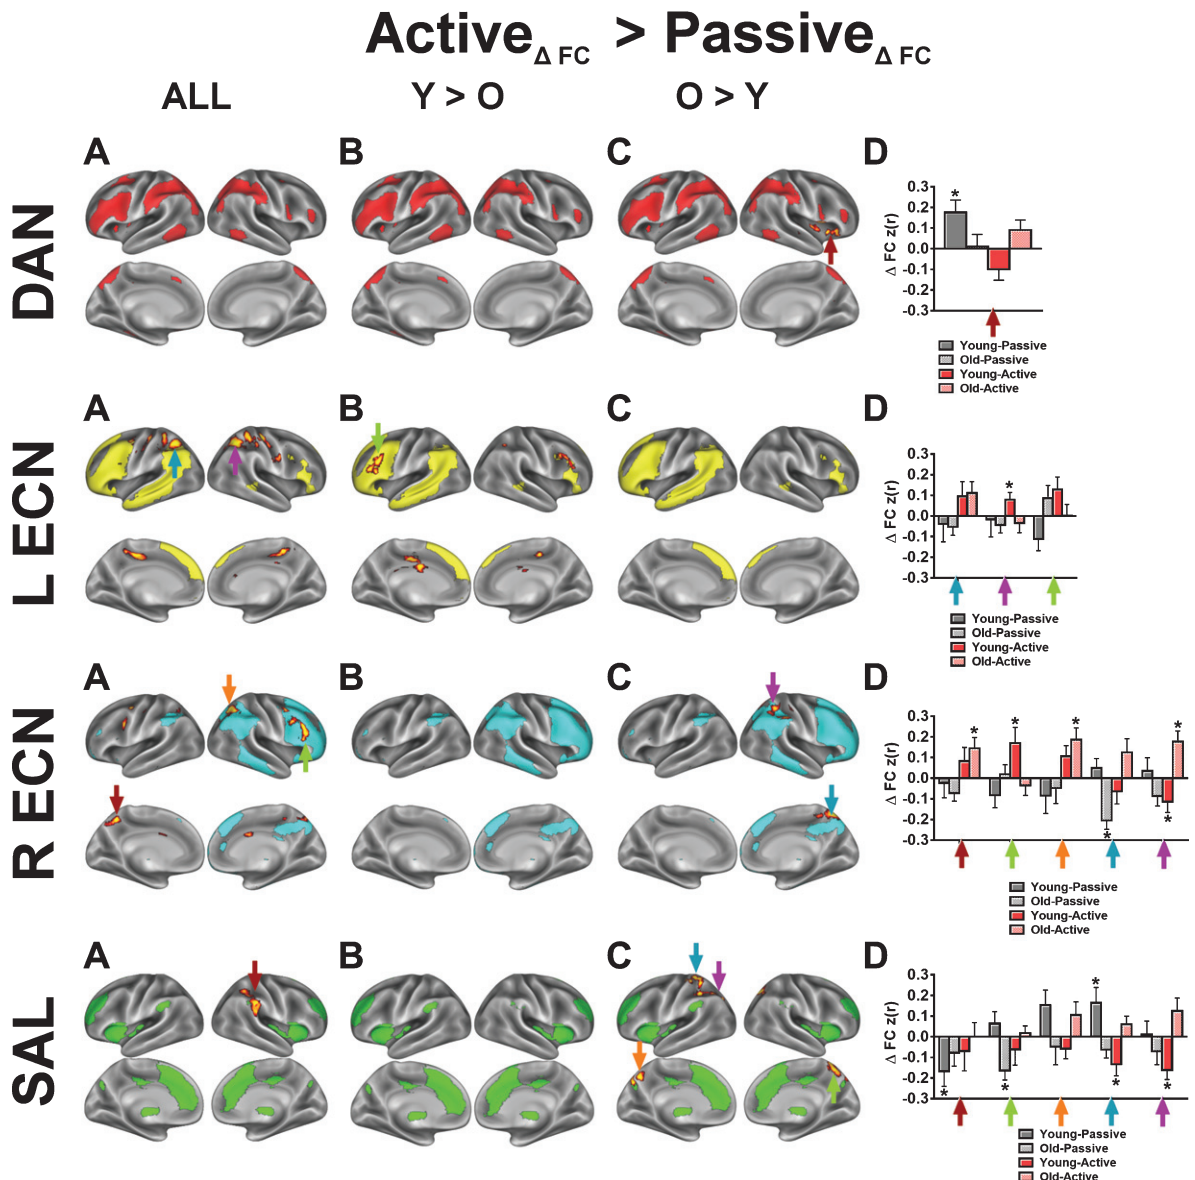 Active Δ FC > Passive Δ FC
ALL Y > O O > Y
DAN
A B C D
0.3
0.2
0.1
0.0
-0.1
-0.2
-0.3
Δ FC z(r)
*
Young-Passive
Old-Passive
Young-Active
Old-Active
L ECN
A B C D
0.3
0.2
0.1
0.0
-0.1
-0.2
-0.3
Δ FC z(r)
*
Young-Passive
Old-Passive
Young-Active
Old-Active
R ECN
A B C D
0.3
0.2
0.1
0.0
-0.1
-0.2
-0.3
Δ FC z(r)
* * * *
* *
Young-Passive
Old-Passive
Young-Active
Old-Active
SAL
A B C D
0.3
0.2
0.1
0.0
-0.1
-0.2
-0.3
Δ FC z(r)
*
* * * *
Young-Passive
Old-Passive
Young-Active
Old-Active